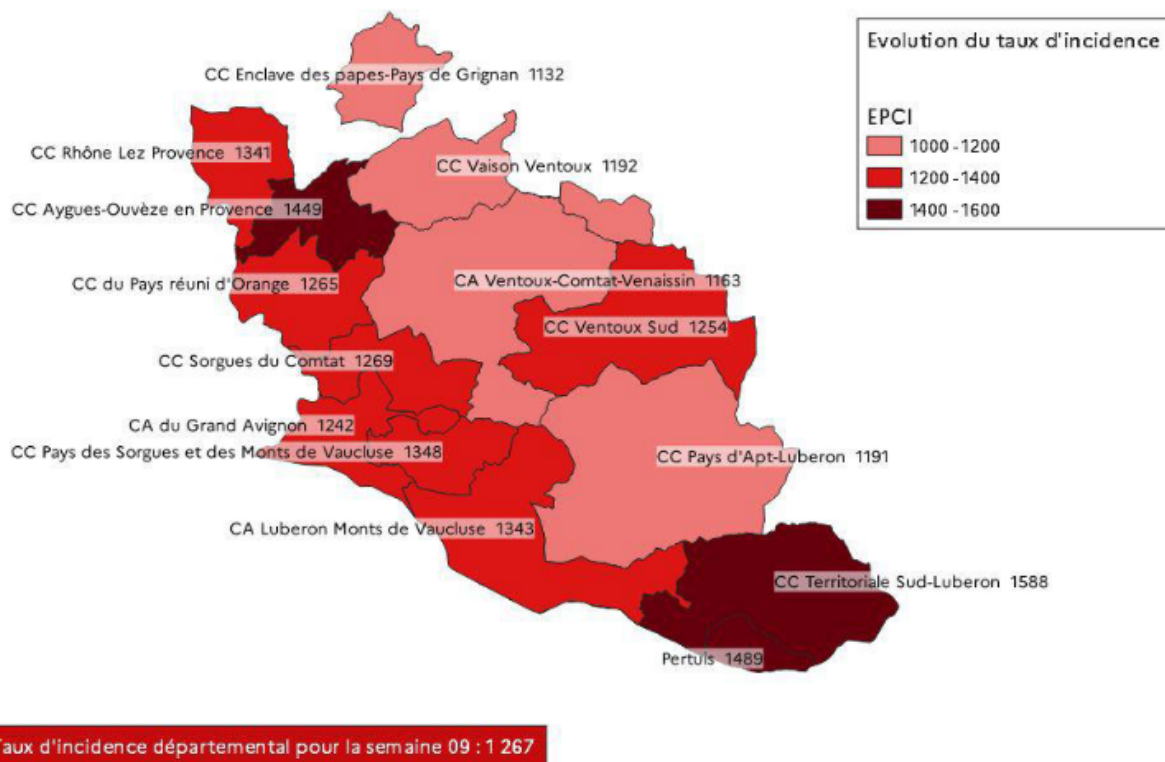 Evolution du taux d'incidence
EPCI
1000 - 1200
1200 - 1400
1400 - 1600
CC Enclave des papes-Pays de Grignan 1132
CC Rhône Lez Provence 1341
CC Vaison Ventoux 1192
CC Aygues-Ouvèze en Provence 1449
CC du Pays réuni d'Orange 1265
CA Ventoux-Comtat-Venaissin 1163
CC Ventoux Sud 1254
CC Sorgues du Comtat 1269
CA du Grand Avignon 1242
CC Pays des Sorgues et des Monts de Vaucluse 1348
CC Pays d'Apt-Luberon 1191
CA Luberon Monts de Vaucluse 1343
CC Territoriale Sud-Luberon 1588
Pertuis 1489
Taux d'incidence départemental pour la semaine 09 : 1 267